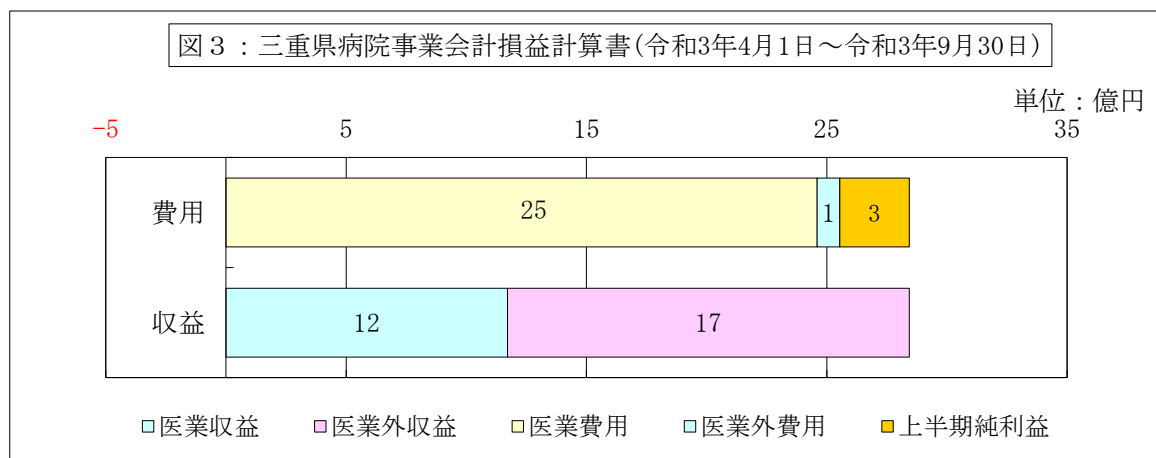 図３：三重県病院事業会計損益計算書(令和3年4月1日～令和3年9月30日)
単位：億円
-5 5 15 25 35
費用 25 1 3
収益 12 17
医業収益 医業外収益 医業費用 医業外費用 上半期純利益